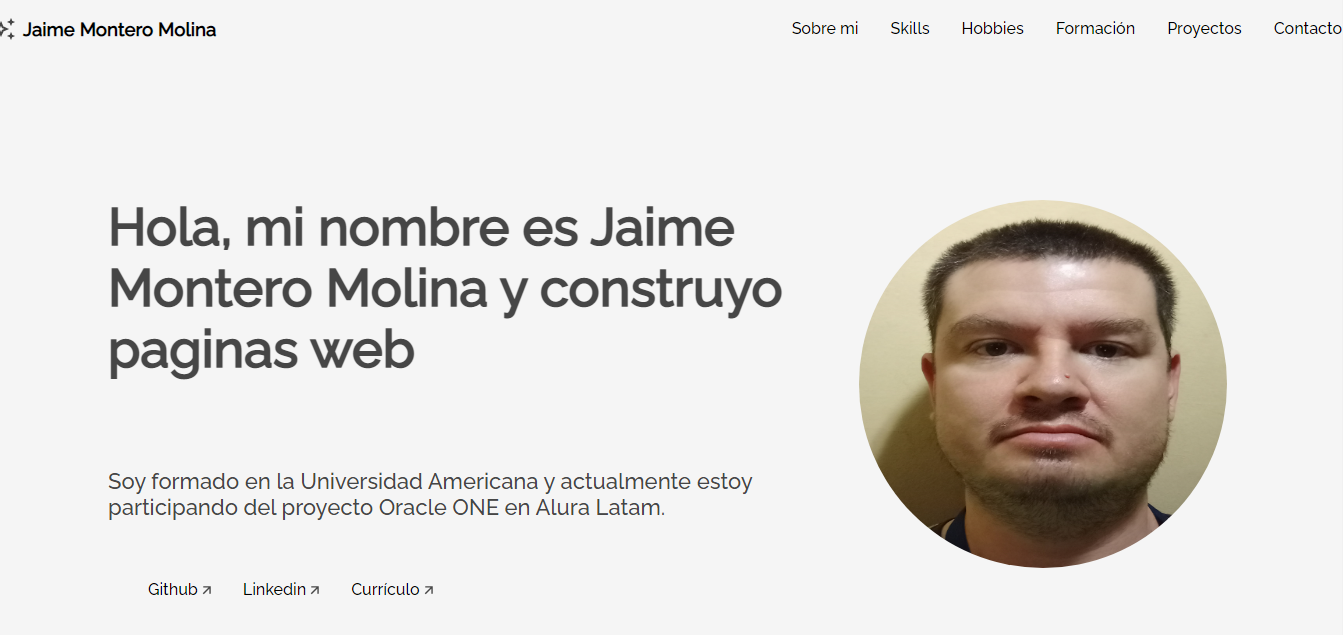 Jaime Montero Molina
Sobre mi Skills Hobbies Formación Proyectos Contacto
Hola, mi nombre es Jaime
Montero Molina y construyo
paginas web
Soy formado en la Universidad Americana y actualmente estoy
participando del proyecto Oracle ONE en Alura Latam.
Github Linkedin Currículo